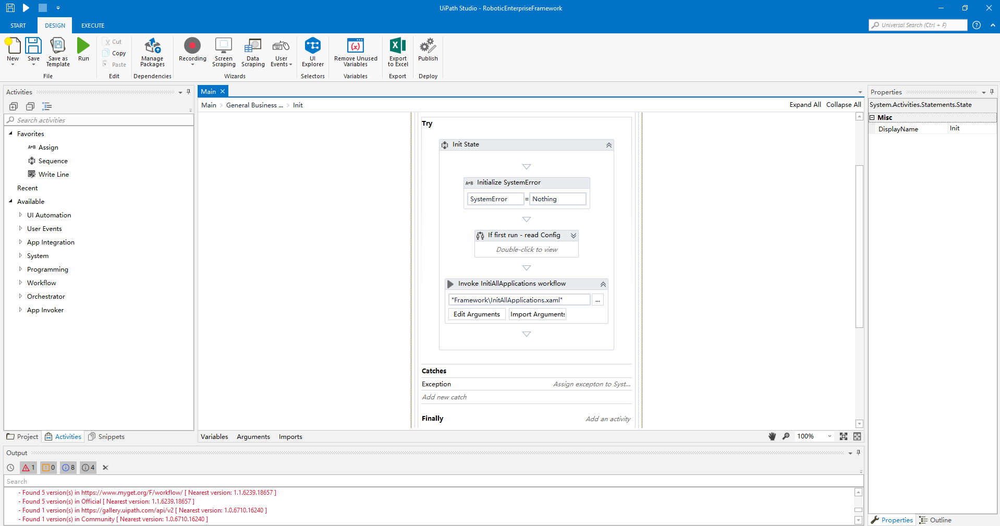 UiPath Studio - RoboticEnterpriseFramework
START DESIGN EXECUTE
Universal Search (Ctrl + F)
New Save Save as Template Run
Cut
Copy
Paste
Manage Packages
Recording Screen Scraping Data Scraping User Events
UI Explorer
Remove Unused Variables
Export to Excel
Publish
File Edit Dependencies Wizards Selectors Variables Export Deploy
Activities
Search activities
Favorites
Assign
Sequence
Write Line
Recent
Available
UI Automation
User Events
App Integration
System
Programming
Workflow
Orchestrator
App Invoker
Project Activities Snippets
Main
Main > General Business ... > Init
Expand All Collapse All
Try
Init State
A+B Initialize SystemError
SystemError = Nothing
If first run - read Config
Double-click to view
Invoke InitiAllApplications workflow
"Framework\InitAllApplications.xaml" ...
Edit Arguments Import Arguments
Catches
Exception Assign excepton to Syst...
Add new catch
Finally Add an activity
Variables Arguments Imports
100%
Properties
System.Activities.Statements.State
Misc
DisplayName Init
Properties Outline
Output
1 0 8 4
Search
- Found 5 version(s) in https://www.myget.org/F/workflow/ [ Nearest version: 1.1.6239.18657 ]
- Found 5 version(s) in Official [ Nearest version: 1.1.6239.18657 ]
- Found 1 version(s) in https://gallery.uipath.com/api/v2 [ Nearest version: 1.0.6710.16240 ]
- Found 1 version(s) in Community [ Nearest version: 1.0.6710.16240 ]